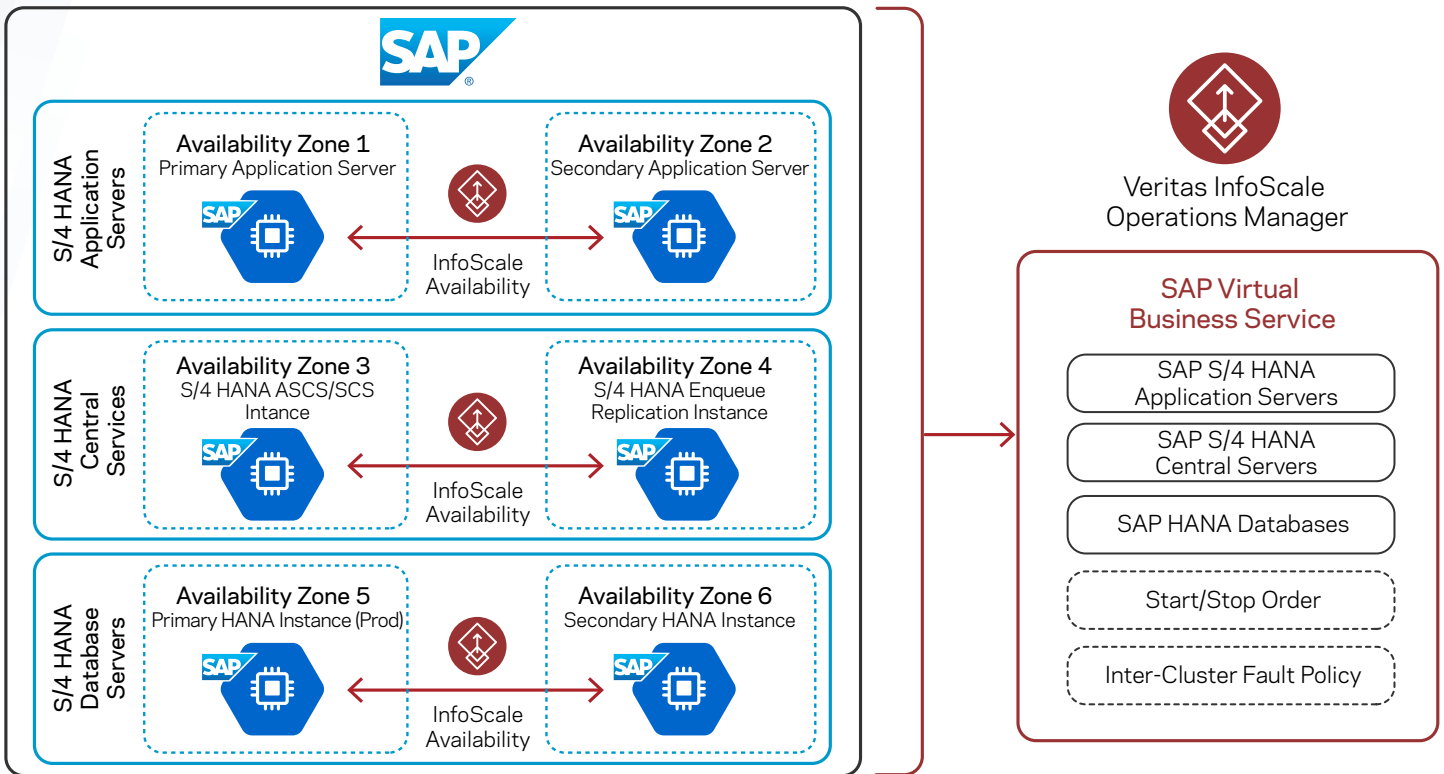 SAP
®
S/4 HANA
Application
Servers
Availability Zone 1
Primary Application Server
SAP
InfoScale
Availability
Availability Zone 2
Secondary Application Server
SAP
S/4 HANA
Central
Services
Availability Zone 3
S/4 HANA ASCS/SCS
Intance
SAP
InfoScale
Availability
Availability Zone 4
S/4 HANA Enqueue
Replication Instance
SAP
S/4 HANA
Database
Servers
Availability Zone 5
Primary HANA Instance (Prod)
SAP
InfoScale
Availability
Availability Zone 6
Secondary HANA Instance
SAP
Veritas InfoScale
Operations Manager
SAP Virtual
Business Service
SAP S/4 HANA
Application Servers
SAP S/4 HANA
Central Servers
SAP HANA Databases
Start/Stop Order
Inter-Cluster Fault Policy